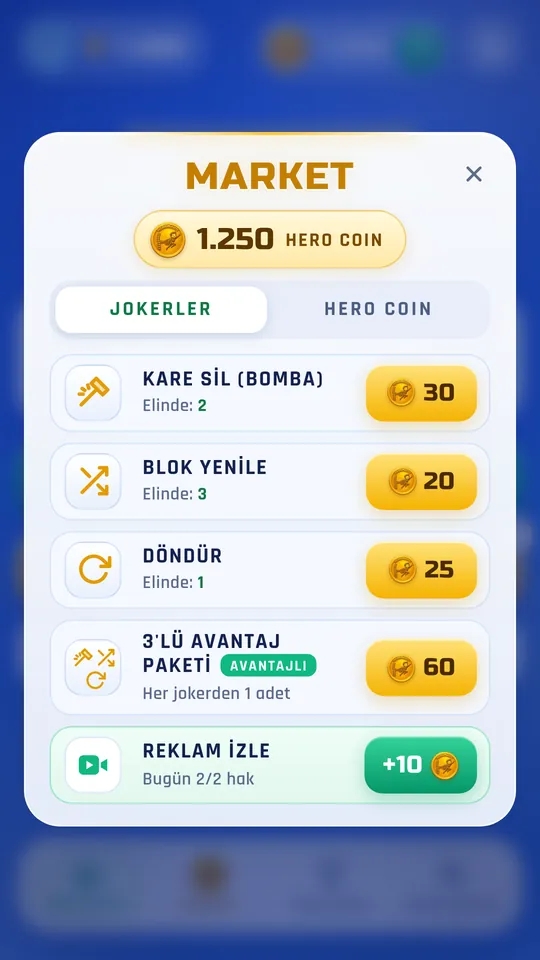 MARKET
1.250 HERO COIN
JOKERLER
HERO COIN
KARE SİL (BOMBA)
Elinde: 2
30
BLOK YENİLE
Elinde: 3
20
DÖNDÜR
Elinde: 1
25
3'LÜ AVANTAJ
PAKETİ AVANTAJLI
Her jokerden 1 adet
60
REKLAM İZLE
Bugün 2/2 hak
+10